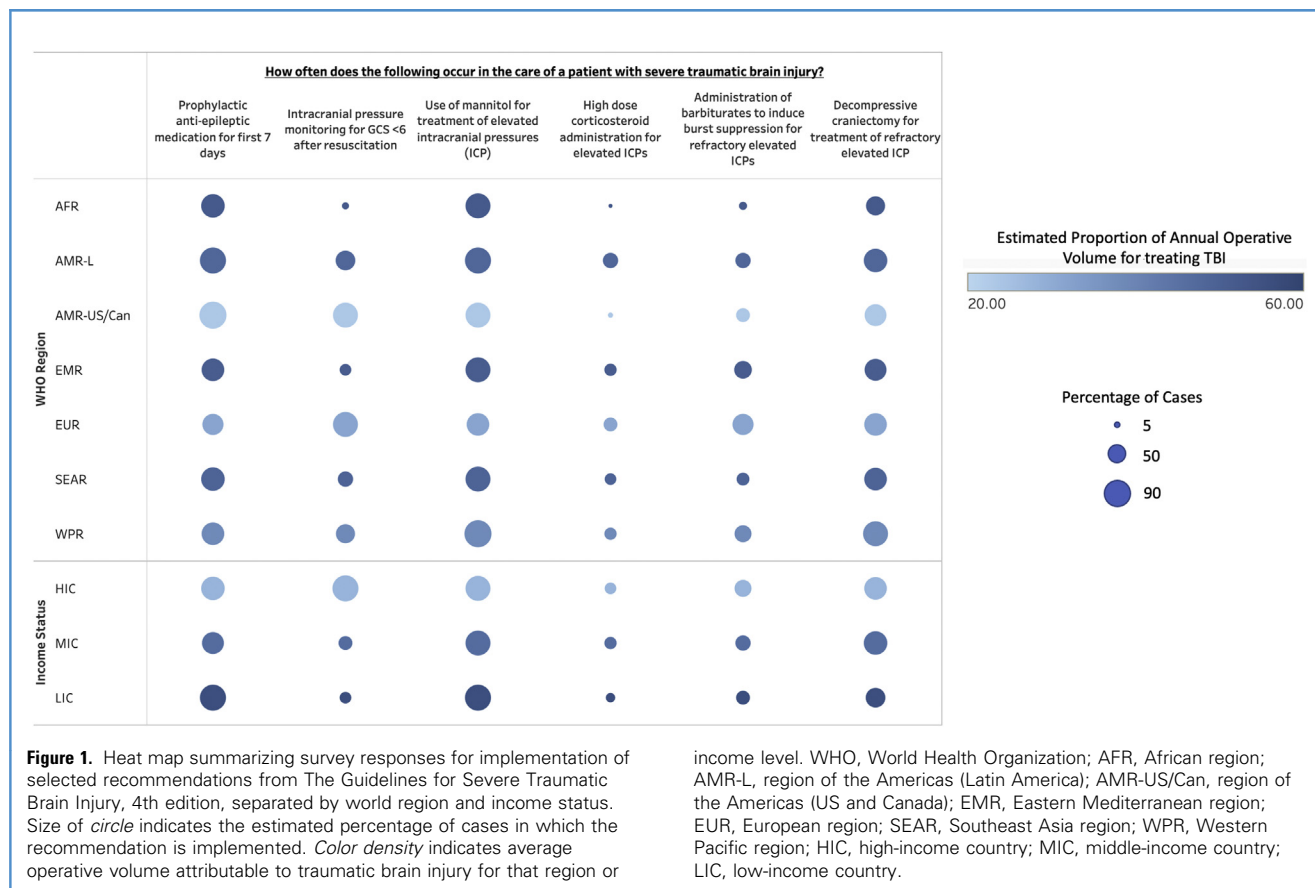 How often does the following occur in the care of a patient with severe traumatic brain injury?
Prophylactic
anti-epileptic
medication for first 7
days
Intracranial pressure
monitoring for GCS <6
after resuscitation
Use of mannitol for
treatment of elevated
intracranial pressures
(ICP)
High dose
corticosteroid
administration for
elevated ICPs
Administration of
barbiturates to induce
burst suppression for
refractory elevated
ICPs
Decompressive
craniectomy for
treatment of refractory
elevated ICP
WHO Region
AFR
AMR-L
AMR-US/Can
EMR
EUR
SEAR
WPR
Income Status
HIC
MIC
LIC
Estimated Proportion of Annual Operative
Volume for treating TBI
20.00 60.00
Percentage of Cases
5
50
90
Figure 1. Heat map summarizing survey responses for implementation of
selected recommendations from The Guidelines for Severe Traumatic
Brain Injury, 4th edition, separated by world region and income status.
Size of circle indicates the estimated percentage of cases in which the
recommendation is implemented. Color density indicates average
operative volume attributable to traumatic brain injury for that region or
income level. WHO, World Health Organization; AFR, African region;
AMR-L, region of the Americas (Latin America); AMR-US/Can, region of
the Americas (US and Canada); EMR, Eastern Mediterranean region;
EUR, European region; SEAR, Southeast Asia region; WPR, Western
Pacific region; HIC, high-income country; MIC, middle-income country;
LIC, low-income country.